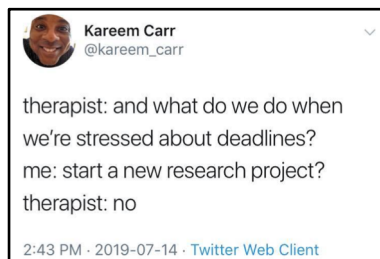 Kareem Carr
@kareem_carr
therapist: and what do we do when
we're stressed about deadlines?
me: start a new research project?
therapist: no
2:43 PM · 2019-07-14 · Twitter Web Client